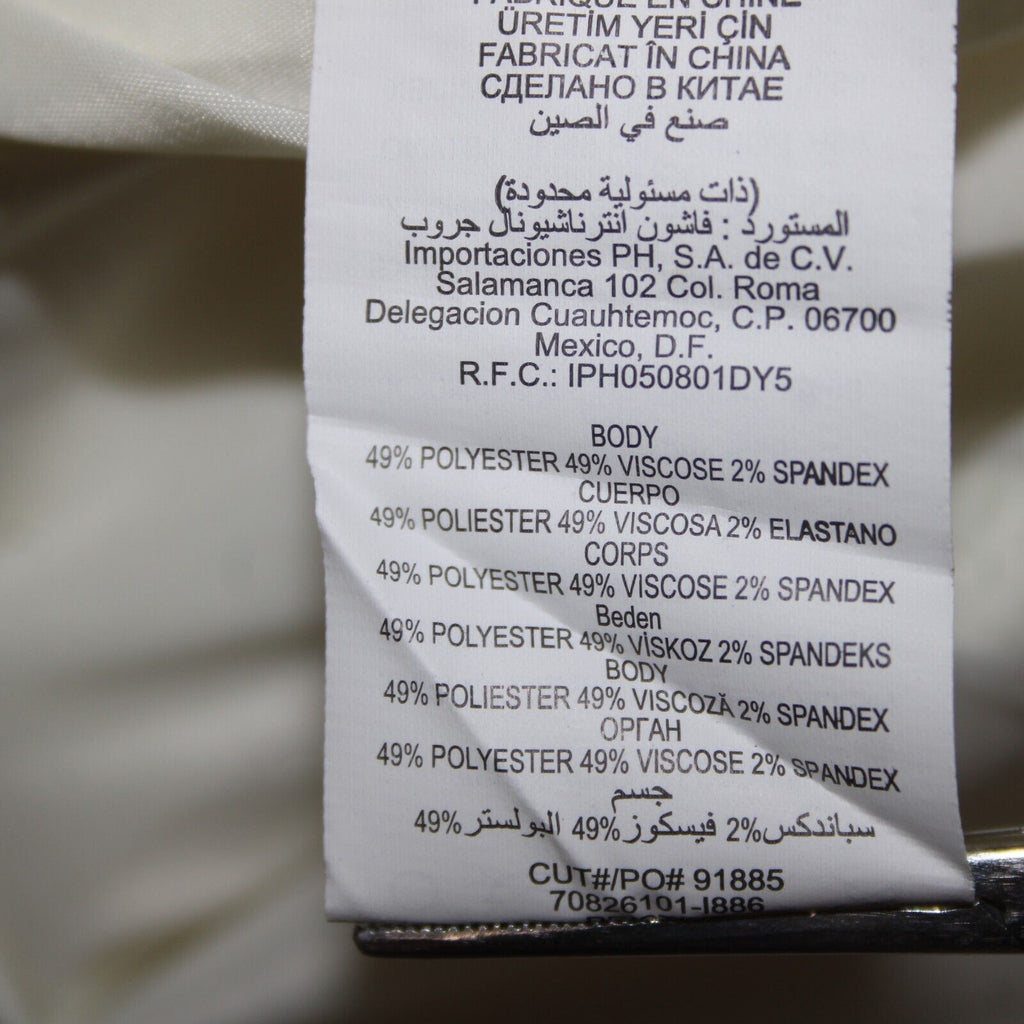 FABRIQUÉ EN CHINE
ÜRETİM YERİ ÇİN
FABRICAT ÎN CHINA
СДЕЛАНО В КИТАЕ
صنع في الصين
(ذات مسئولية محدودة)
المستورد : فاشون انترناشيونال جروب
Importaciones PH, S.A. de C.V.
Salamanca 102 Col. Roma
Delegacion Cuauhtemoc, C.P. 06700
Mexico, D.F.
R.F.C.: IPH050801DY5
BODY
49% POLYESTER 49% VISCOSE 2% SPANDEX
CUERPO
49% POLIESTER 49% VISCOSA 2% ELASTANO
CORPS
49% POLYESTER 49% VISCOSE 2% SPANDEX
Beden
49% POLYESTER 49% VİSKOZ 2% SPANDEKS
BODY
49% POLIESTER 49% VISCOZĂ 2% SPANDEX
ОРГАН
49% POLYESTER 49% VISCOSE 2% SPANDEX
جسم
سباندكس2% فيسكوز49% البولستر49%
CUT#/PO# 91885
70826101-I886